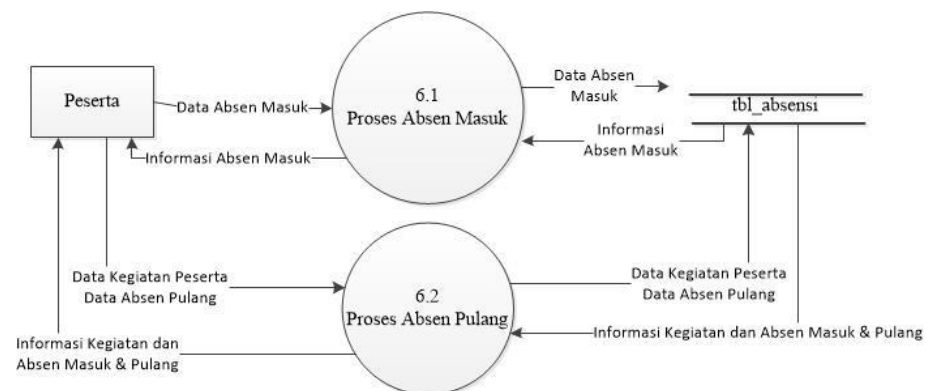 Peserta
Data Absen Masuk
Informasi Absen Masuk
6.1
Proses Absen Masuk
Data Absen
Masuk
Informasi
Absen Masuk
tbl_absensi
Data Kegiatan Peserta
Data Absen Pulang
6.2
Proses Absen Pulang
Data Kegiatan Peserta
Data Absen Pulang
Informasi Kegiatan dan Absen Masuk & Pulang
Informasi Kegiatan dan
Absen Masuk & Pulang